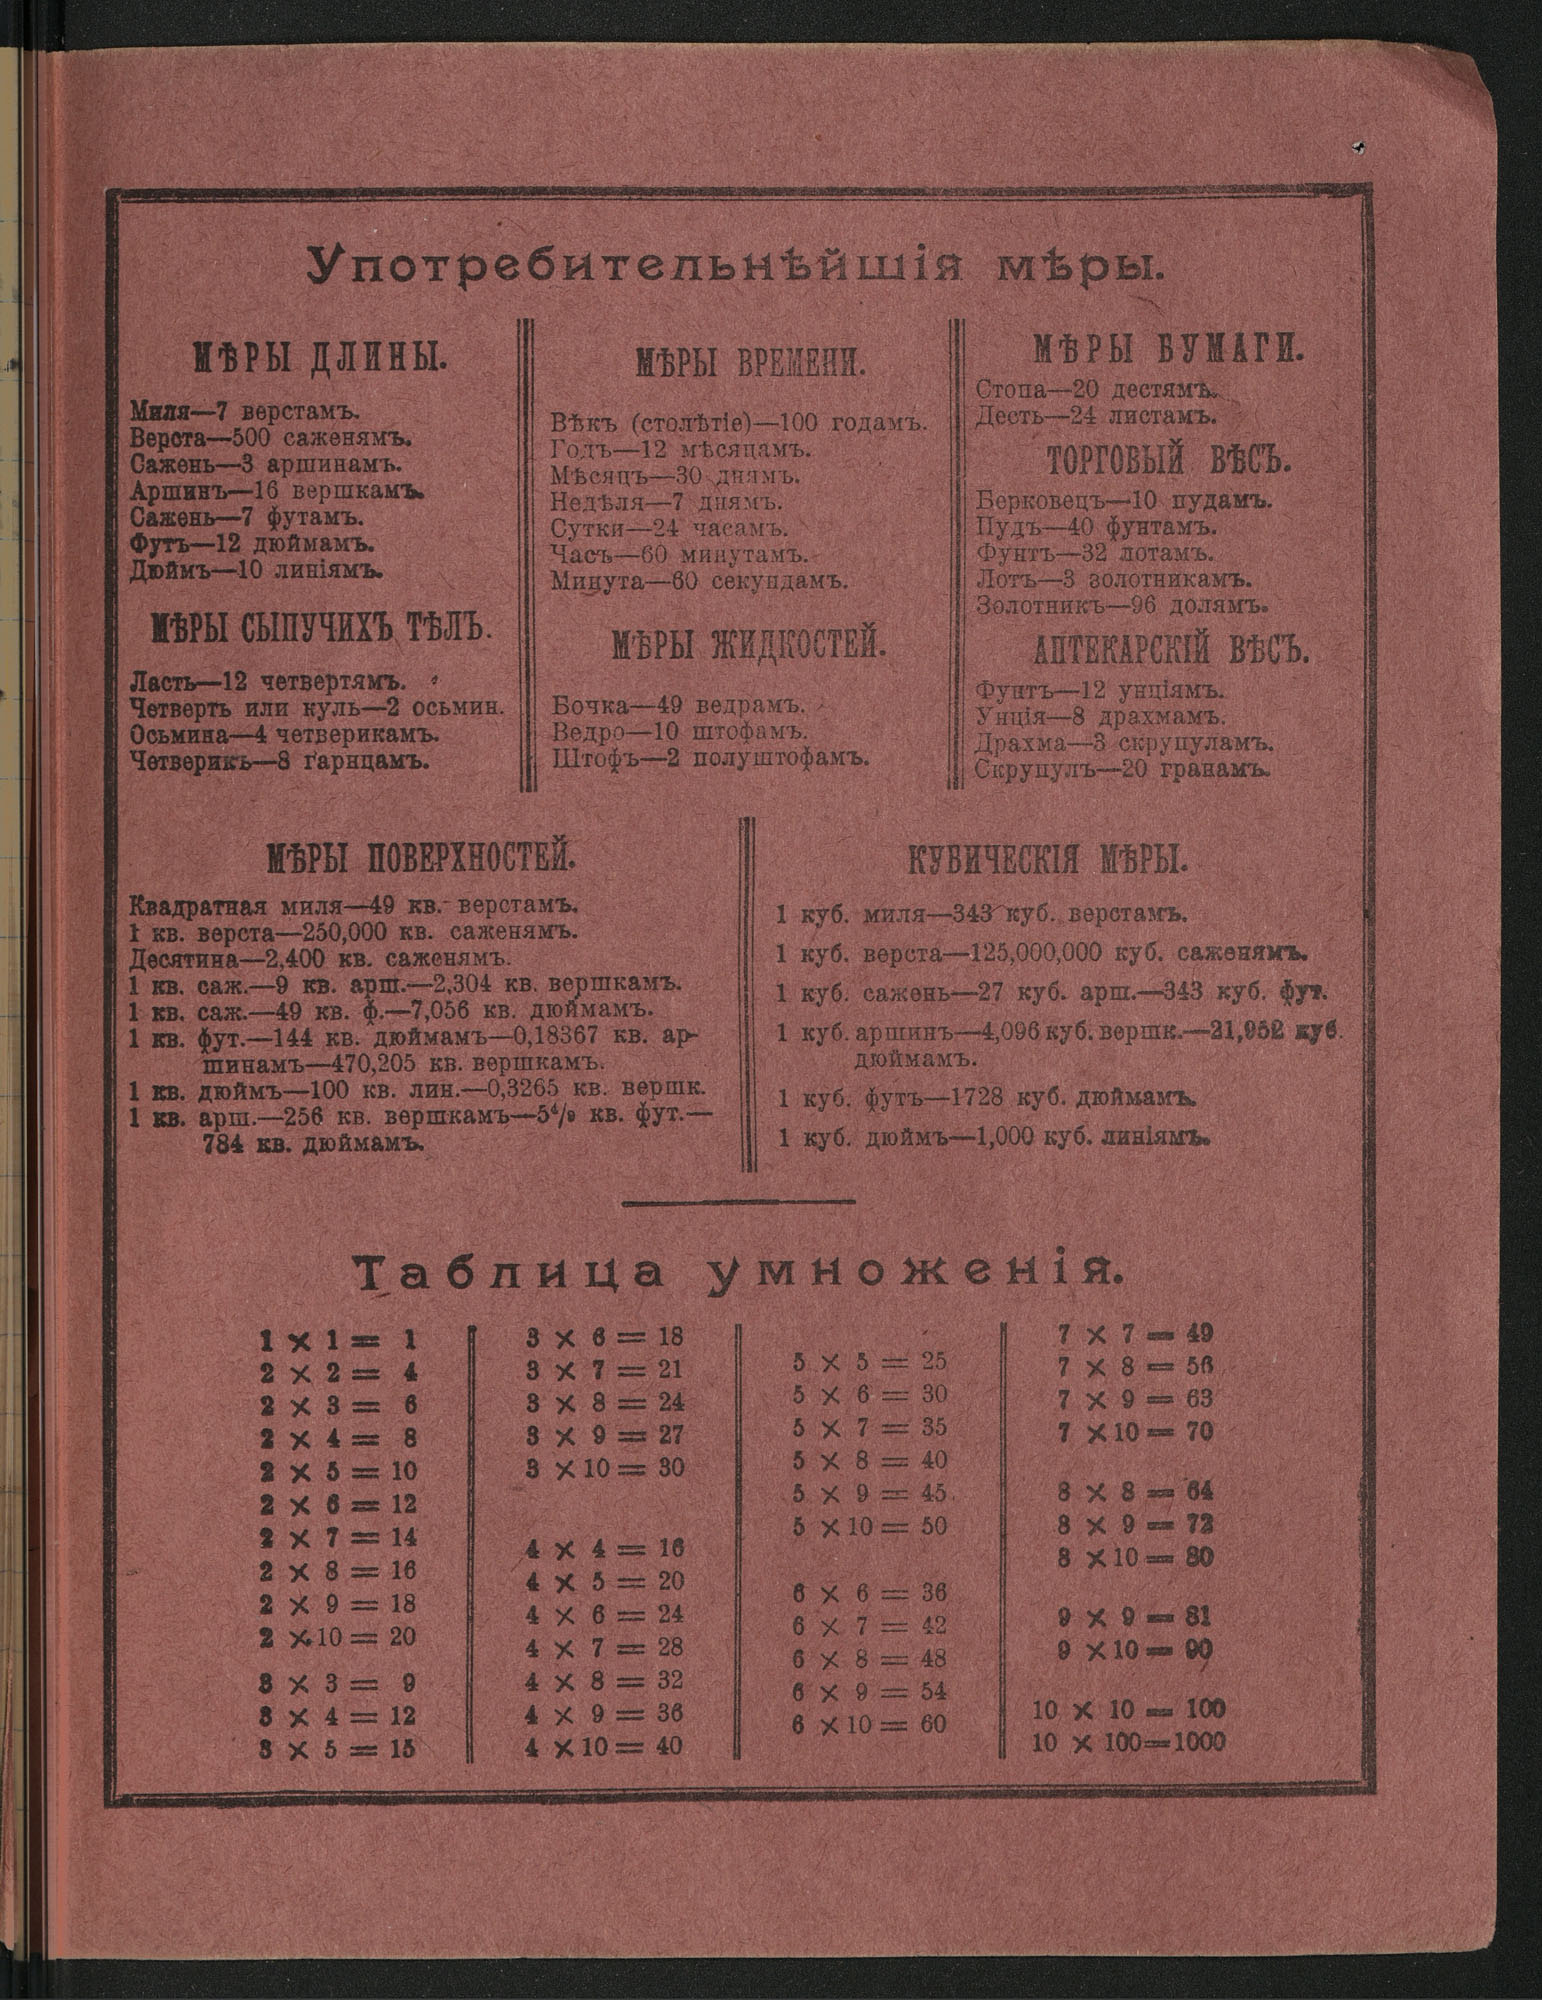 Употребительнѣйшія мѣры.
МѢРЫ ДЛИНЫ.
Миля—7 верстамъ.
Верста—500 саженямъ.
Сажень—3 аршинамъ.
Аршинъ—16 вершкамъ.
Сажень—7 футамъ.
Футъ—12 дюймамъ.
Дюймъ—10 линіямъ.
МѢРЫ СЫПУЧИХЪ ТѢЛЪ.
Ласть—12 четвертямъ.
Четверть или куль—2 осьмин.
Осьмина—4 четверикамъ.
Четверикъ—8 гарнцамъ.
МѢРЫ ВРЕМЕНИ.
Вѣкъ (столѣтіе)—100 годамъ.
Годъ—12 мѣсяцамъ.
Мѣсяцъ—30 днямъ.
Недѣля—7 днямъ.
Сутки—24 часамъ.
Часъ—60 минутамъ.
Минута—60 секундамъ.
МѢРЫ ЖИДКОСТЕЙ.
Бочка—49 ведрамъ.
Ведро—10 штофамъ.
Штофъ—2 полуштофамъ.
МѢРЫ БУМАГИ.
Стопа—20 дестямъ.
Десть—24 листамъ.
ТОРГОВЫЙ ВѢСЪ.
Берковецъ—10 пудамъ.
Пудъ—40 фунтамъ.
Фунтъ—32 лотамъ.
Лотъ—3 золотникамъ.
Золотникъ—96 долямъ.
АПТЕКАРСКІЙ ВѢСЪ.
Фунтъ—12 унціямъ.
Унція—8 драхмамъ.
Драхма—3 скрупуламъ.
Скрупулъ—20 гранамъ.
МѢРЫ ПОВЕРХНОСТЕЙ.
Квадратная миля—49 кв. верстамъ.
1 кв. верста—250,000 кв. саженямъ.
Десятина—2,400 кв. саженямъ.
1 кв. саж.—9 кв. арш.—2,304 кв. вершкамъ.
1 кв. саж.—49 кв. ф.—7,056 кв. дюймамъ.
1 кв. фут.—144 кв. дюймамъ—0,18367 кв. ар-
шинамъ—470,205 кв. вершкамъ.
1 кв. дюймъ—100 кв. лин.—0,3265 кв. вершк.
1 кв. арш.—256 кв. вершкамъ—5⁴/₉ кв. фут.—
784 кв. дюймамъ.
КУБИЧЕСКІЯ МѢРЫ.
1 куб. миля—343 куб. верстамъ.
1 куб. верста—125,000,000 куб. саженямъ.
1 куб. сажень—27 куб. арш.—343 куб. фут.
1 куб. аршинъ—4,096 куб. вершк.—21,952 куб.
дюймамъ.
1 куб. футъ—1728 куб. дюймамъ.
1 куб. дюймъ—1,000 куб. линіямъ.
Таблица умноженія.
1 × 1 = 1
2 × 2 = 4
2 × 3 = 6
2 × 4 = 8
2 × 5 = 10
2 × 6 = 12
2 × 7 = 14
2 × 8 = 16
2 × 9 = 18
2 × 10 = 20
3 × 3 = 9
3 × 4 = 12
3 × 5 = 15
3 × 6 = 18
3 × 7 = 21
3 × 8 = 24
3 × 9 = 27
3 × 10 = 30
4 × 4 = 16
4 × 5 = 20
4 × 6 = 24
4 × 7 = 28
4 × 8 = 32
4 × 9 = 36
4 × 10 = 40
5 × 5 = 25
5 × 6 = 30
5 × 7 = 35
5 × 8 = 40
5 × 9 = 45
5 × 10 = 50
6 × 6 = 36
6 × 7 = 42
6 × 8 = 48
6 × 9 = 54
6 × 10 = 60
7 × 7 = 49
7 × 8 = 56
7 × 9 = 63
7 × 10 = 70
8 × 8 = 64
8 × 9 = 72
8 × 10 = 80
9 × 9 = 81
9 × 10 = 90
10 × 10 = 100
10 × 100 = 1000